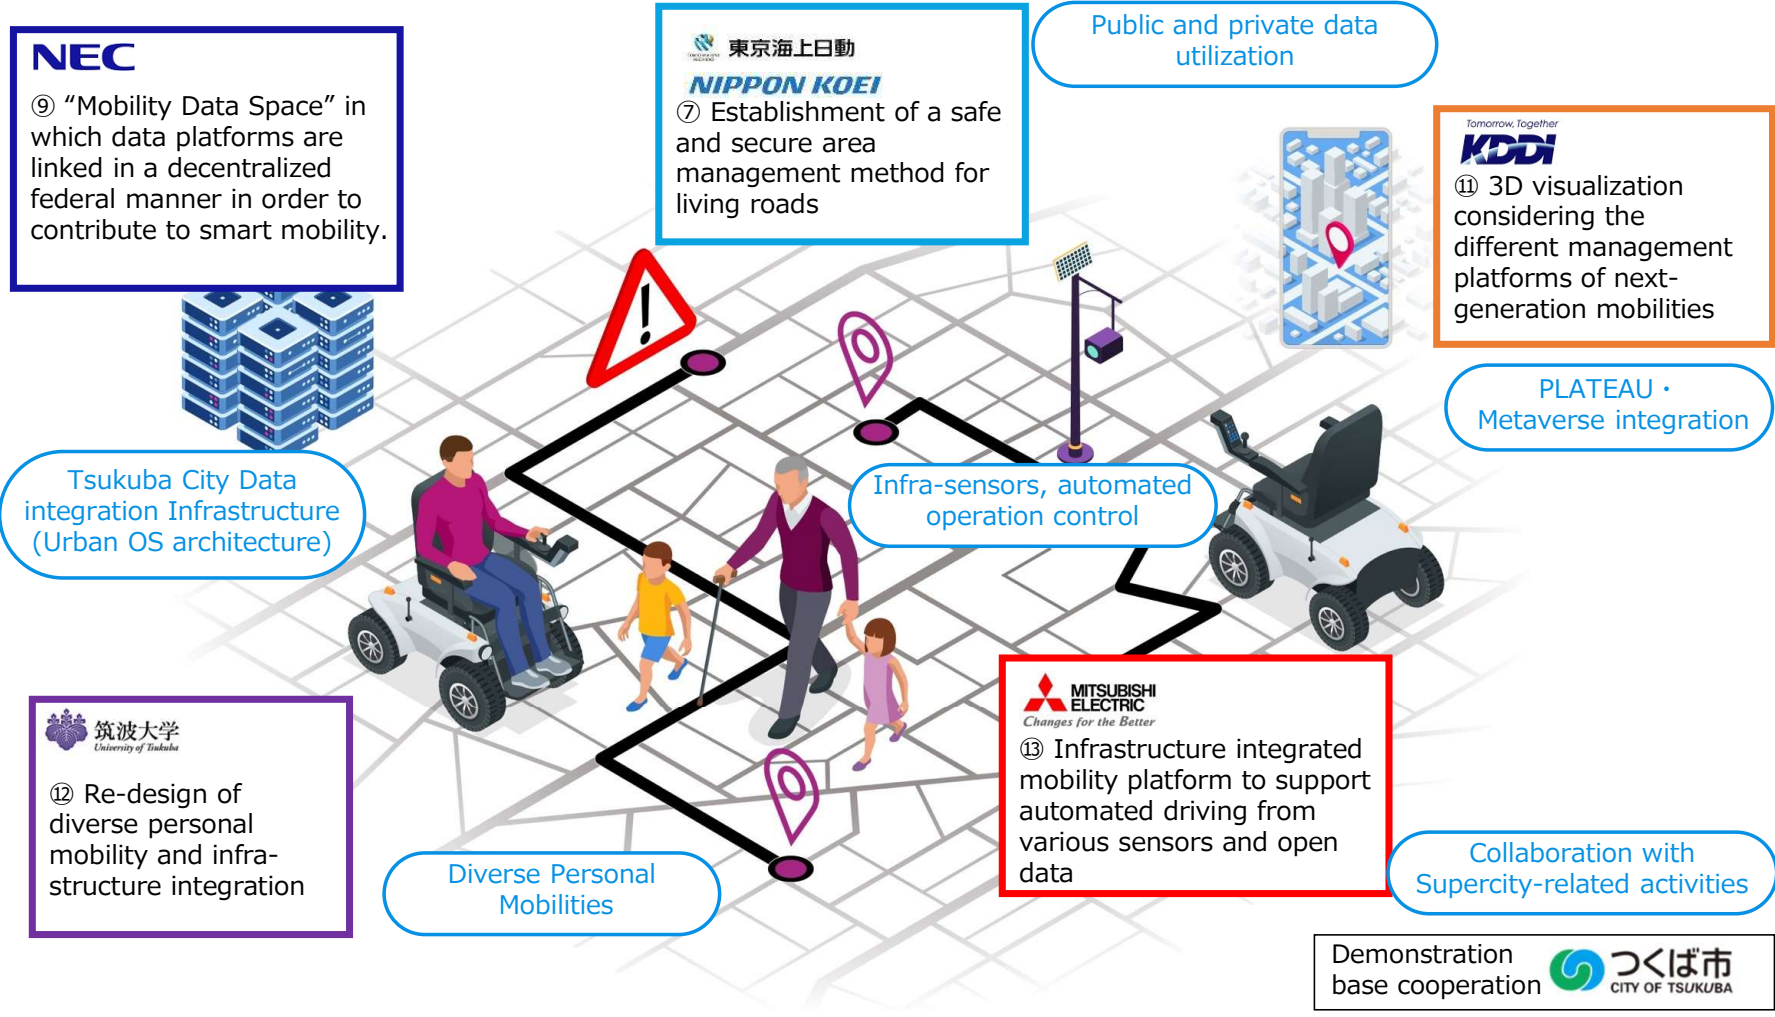 NEC
⑨ “Mobility Data Space” in
which data platforms are
linked in a decentralized
federal manner in order to
contribute to smart mobility.
東京海上日動
NIPPON KOEI
⑦ Establishment of a safe
and secure area
management method for
living roads
Public and private data
utilization
Tomorrow, Together
KDDI
⑪ 3D visualization
considering the
different management
platforms of next-
generation mobilities
PLATEAU・
Metaverse integration
Tsukuba City Data
integration Infrastructure
(Urban OS architecture)
Infra-sensors, automated
operation control
筑波大学
University of Tsukuba
⑫ Re-design of
diverse personal
mobility and infra-
structure integration
Diverse Personal
Mobilities
MITSUBISHI
ELECTRIC
Changes for the Better
⑬ Infrastructure integrated
mobility platform to support
automated driving from
various sensors and open
data
Collaboration with
Supercity-related activities
Demonstration
base cooperation
つくば市
CITY OF TSUKUBA